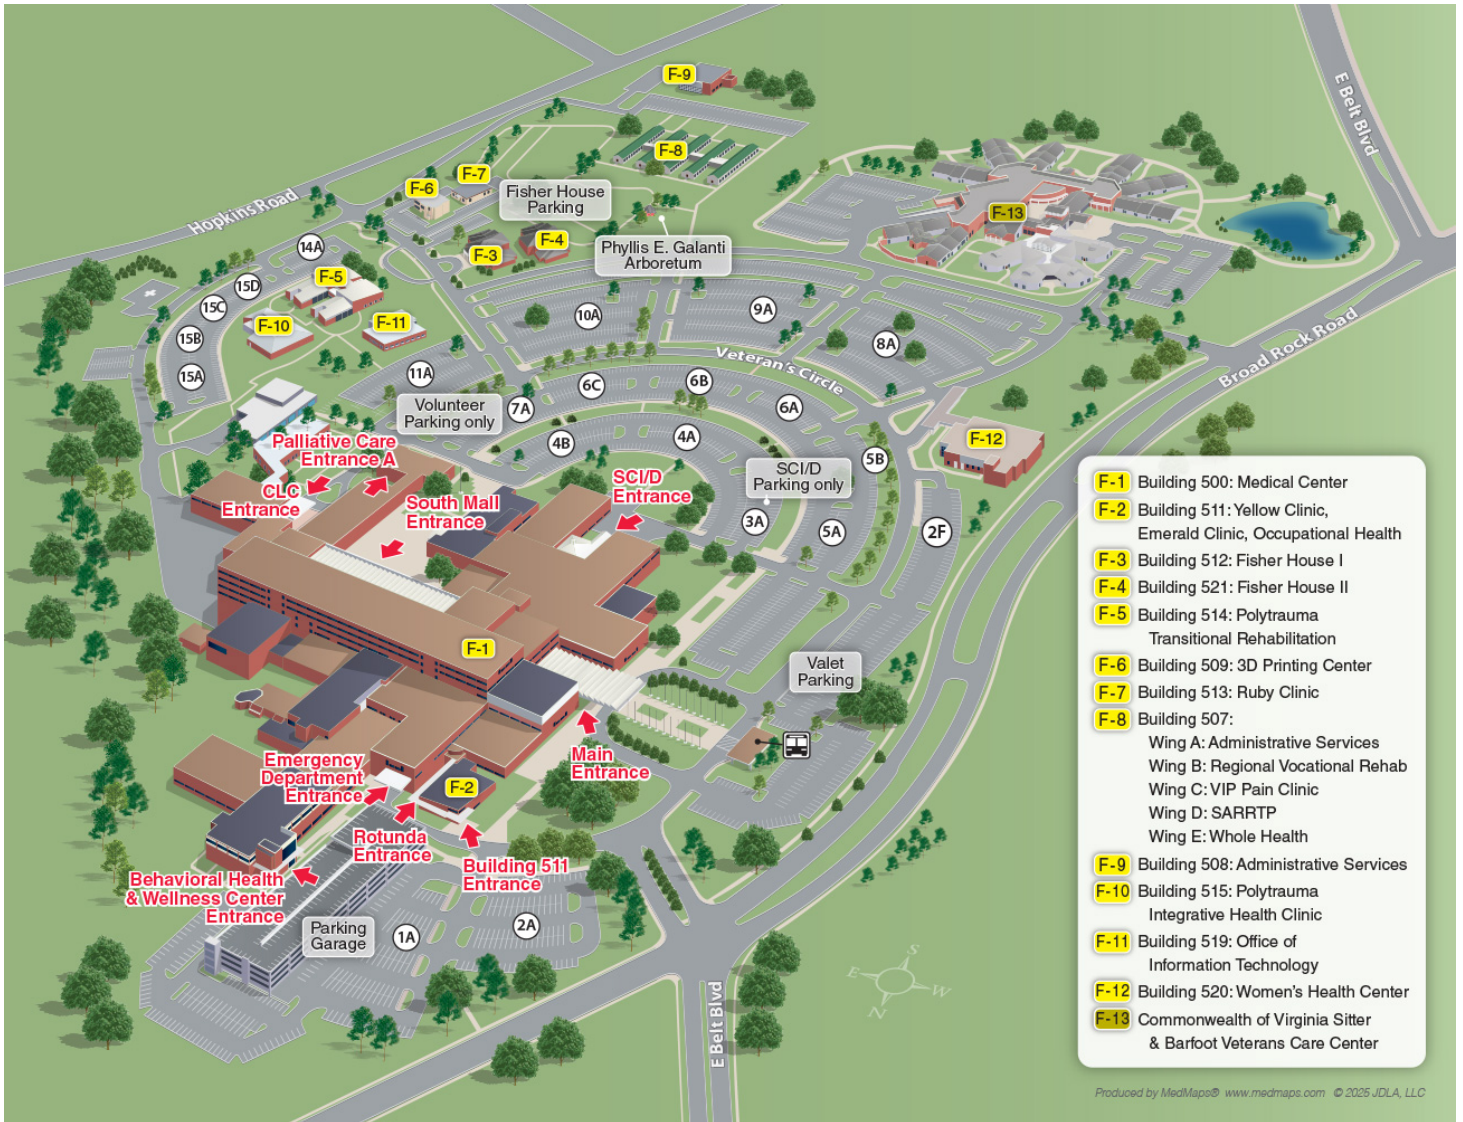 F-9
E Belt Blvd
F-8
F-7
F-6
Fisher House
Parking
Hopkins Road
F-13
14A
F-4
F-3
Phyllis E. Galanti
Arboretum
F-5
15D
15C
10A
9A
F-10
F-11
15B
8A
Veteran's Circle
Broad Rock Road
15A
11A
6C
6B
6A
7A
Volunteer
Parking only
4B
4A
F-12
Palliative Care
Entrance A
5B
SCI/D
Parking only
SCI/D
Entrance
CLC
Entrance
South Mall
Entrance
3A
5A
2F
F-1
Valet
Parking
Main
Entrance
Emergency
Department
Entrance
F-2
Rotunda
Entrance
Building 511
Entrance
Behavioral Health
& Wellness Center
Entrance
Parking
Garage
1A
2A
S
E
W
N
E Belt Blvd
F-1 Building 500: Medical Center
F-2 Building 511: Yellow Clinic,
Emerald Clinic, Occupational Health
F-3 Building 512: Fisher House I
F-4 Building 521: Fisher House II
F-5 Building 514: Polytrauma
Transitional Rehabilitation
F-6 Building 509: 3D Printing Center
F-7 Building 513: Ruby Clinic
F-8 Building 507:
Wing A: Administrative Services
Wing B: Regional Vocational Rehab
Wing C: VIP Pain Clinic
Wing D: SARRTP
Wing E: Whole Health
F-9 Building 508: Administrative Services
F-10 Building 515: Polytrauma
Integrative Health Clinic
F-11 Building 519: Office of
Information Technology
F-12 Building 520: Women's Health Center
F-13 Commonwealth of Virginia Sitter
& Barfoot Veterans Care Center
Produced by MedMaps® www.medmaps.com © 2025 JDLA, LLC